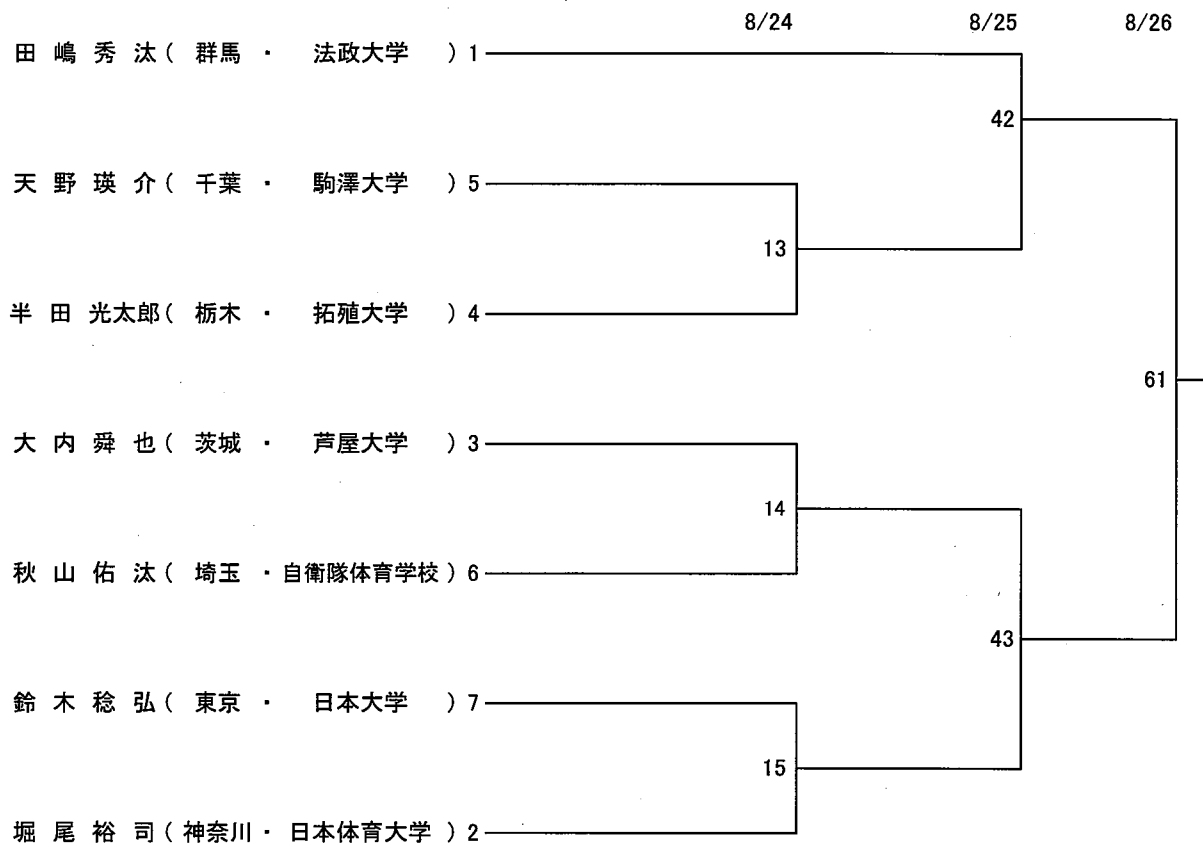 8/24 8/25 8/26
田 嶋 秀 汰 ( 群馬 ・ 法政大学 ) 1
42
天 野 瑛 介 ( 千葉 ・ 駒澤大学 ) 5
13
半 田 光太郎 ( 栃木 ・ 拓殖大学 ) 4
61
大 内 舜 也 ( 茨城 ・ 芦屋大学 ) 3
14
秋 山 佑 汰 ( 埼玉 ・ 自衛隊体育学校 ) 6
43
鈴 木 稔 弘 ( 東京 ・ 日本大学 ) 7
15
堀 尾 裕 司 ( 神奈川 ・ 日本体育大学 ) 2